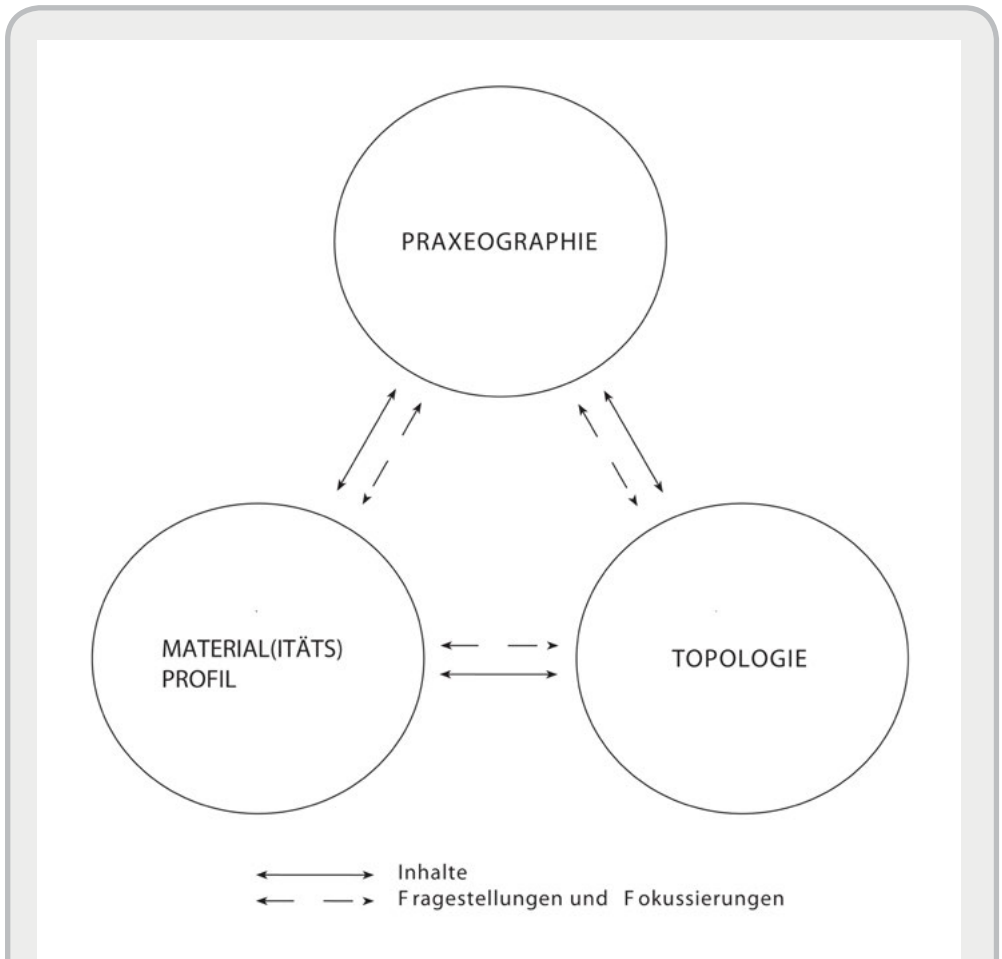 PRAXEOGRAPHIE
MATERIAL(ITÄTS)
PROFIL
TOPOLOGIE
Inhalte
Fragestellungen und Fokussierungen